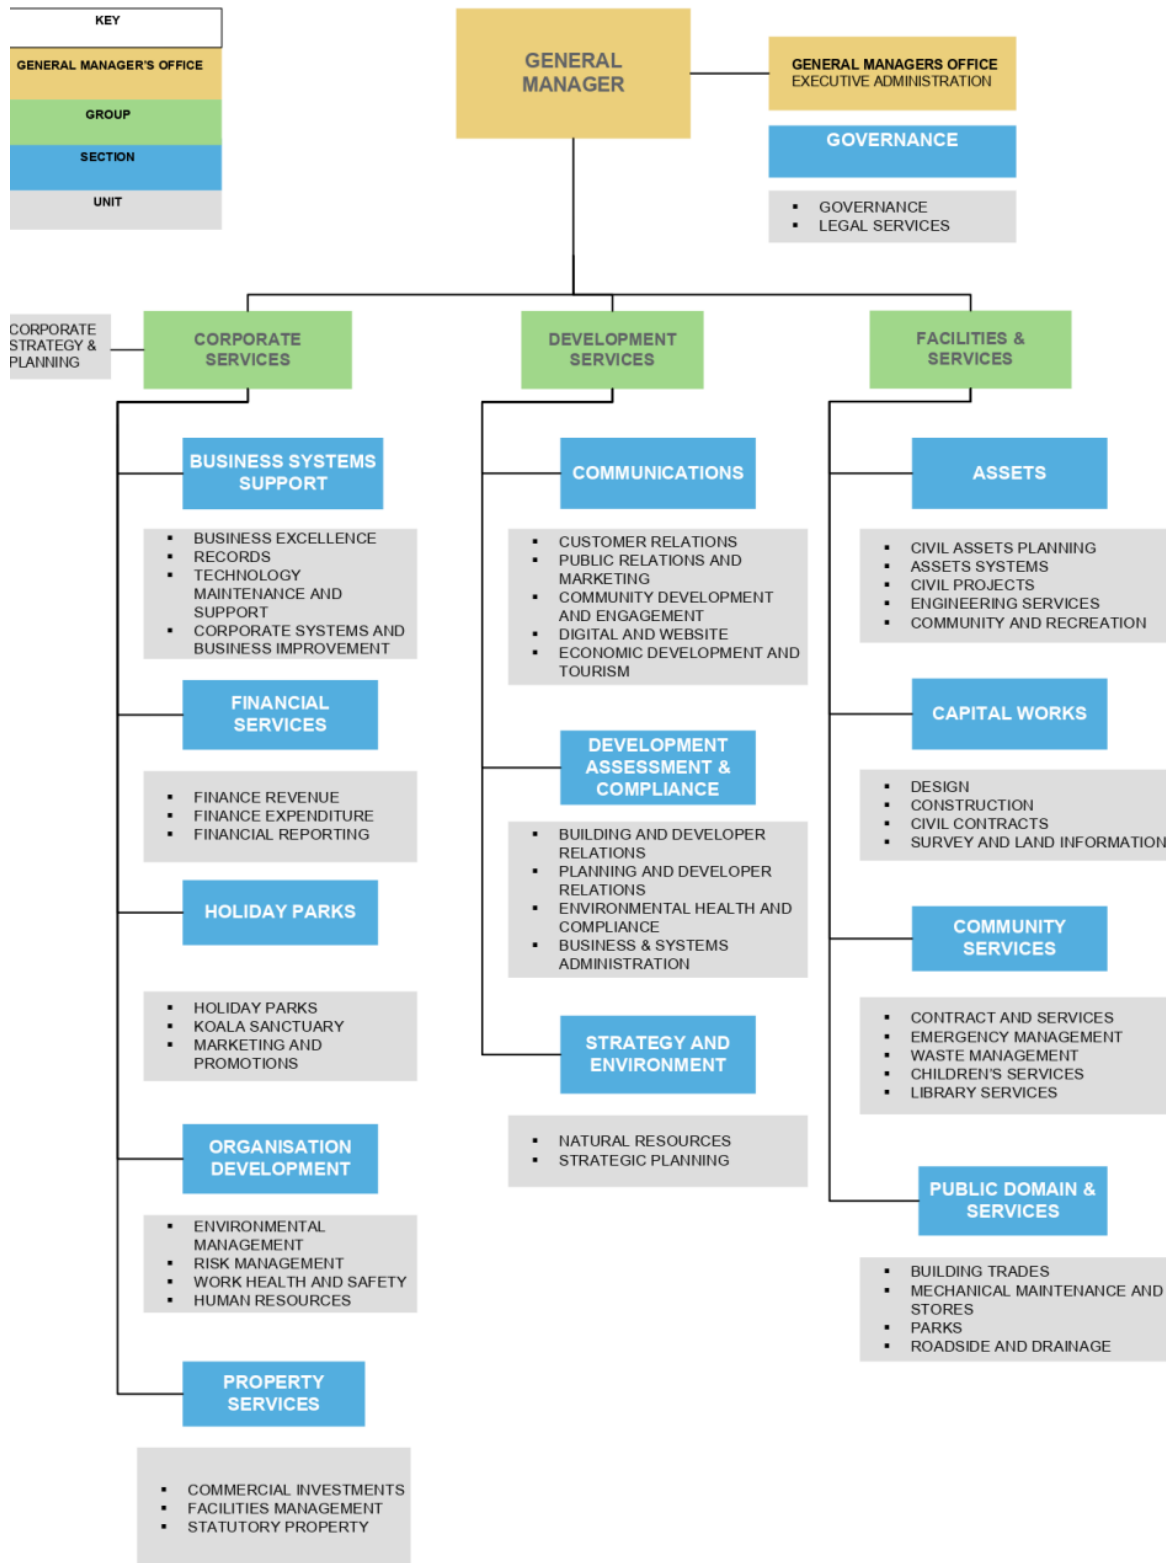 KEY
GENERAL MANAGER'S OFFICE
GROUP
SECTION
UNIT
GENERAL
MANAGER
GENERAL MANAGERS OFFICE
EXECUTIVE ADMINISTRATION
GOVERNANCE
▪ GOVERNANCE
▪ LEGAL SERVICES
CORPORATE
STRATEGY &
PLANNING
CORPORATE
SERVICES
BUSINESS SYSTEMS
SUPPORT
▪ BUSINESS EXCELLENCE
▪ RECORDS
▪ TECHNOLOGY
MAINTENANCE AND
SUPPORT
▪ CORPORATE SYSTEMS AND
BUSINESS IMPROVEMENT
FINANCIAL
SERVICES
▪ FINANCE REVENUE
▪ FINANCE EXPENDITURE
▪ FINANCIAL REPORTING
HOLIDAY PARKS
▪ HOLIDAY PARKS
▪ KOALA SANCTUARY
▪ MARKETING AND
PROMOTIONS
ORGANISATION
DEVELOPMENT
▪ ENVIRONMENTAL
MANAGEMENT
▪ RISK MANAGEMENT
▪ WORK HEALTH AND SAFETY
▪ HUMAN RESOURCES
PROPERTY
SERVICES
▪ COMMERCIAL INVESTMENTS
▪ FACILITIES MANAGEMENT
▪ STATUTORY PROPERTY
DEVELOPMENT
SERVICES
COMMUNICATIONS
▪ CUSTOMER RELATIONS
▪ PUBLIC RELATIONS AND
MARKETING
▪ COMMUNITY DEVELOPMENT
AND ENGAGEMENT
▪ DIGITAL AND WEBSITE
▪ ECONOMIC DEVELOPMENT AND
TOURISM
DEVELOPMENT
ASSESSMENT &
COMPLIANCE
▪ BUILDING AND DEVELOPER
RELATIONS
▪ PLANNING AND DEVELOPER
RELATIONS
▪ ENVIRONMENTAL HEALTH AND
COMPLIANCE
▪ BUSINESS & SYSTEMS
ADMINISTRATION
STRATEGY AND
ENVIRONMENT
▪ NATURAL RESOURCES
▪ STRATEGIC PLANNING
FACILITIES &
SERVICES
ASSETS
▪ CIVIL ASSETS PLANNING
▪ ASSETS SYSTEMS
▪ CIVIL PROJECTS
▪ ENGINEERING SERVICES
▪ COMMUNITY AND RECREATION
CAPITAL WORKS
▪ DESIGN
▪ CONSTRUCTION
▪ CIVIL CONTRACTS
▪ SURVEY AND LAND INFORMATION
COMMUNITY
SERVICES
▪ CONTRACT AND SERVICES
▪ EMERGENCY MANAGEMENT
▪ WASTE MANAGEMENT
▪ CHILDREN'S SERVICES
▪ LIBRARY SERVICES
PUBLIC DOMAIN &
SERVICES
▪ BUILDING TRADES
▪ MECHANICAL MAINTENANCE AND
STORES
▪ PARKS
▪ ROADSIDE AND DRAINAGE